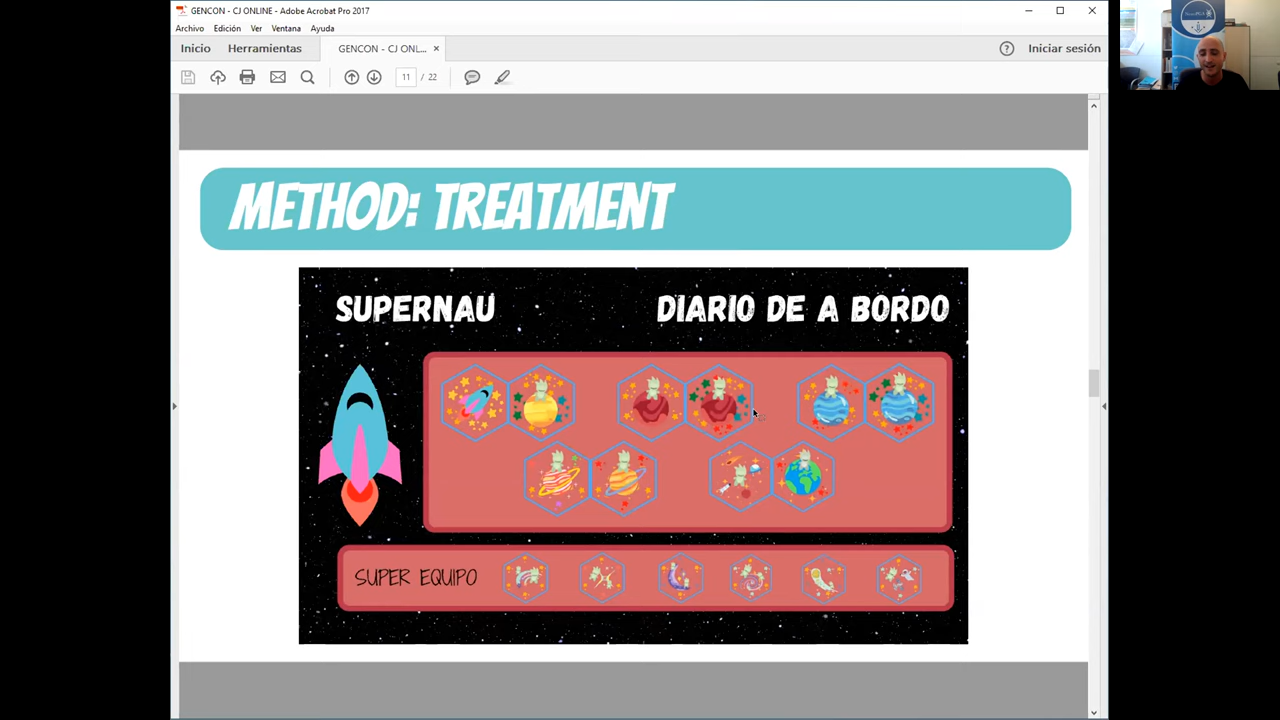 GENCON - CJ ONLINE - Adobe Acrobat Pro 2017
Archivo Edición Ver Ventana Ayuda
Inicio Herramientas GENCON - CJ ONL... × Iniciar sesión
11 / 22
METHOD: TREATMENT
SUPERNAU DIARIO DE A BORDO
SUPER EQUIPO